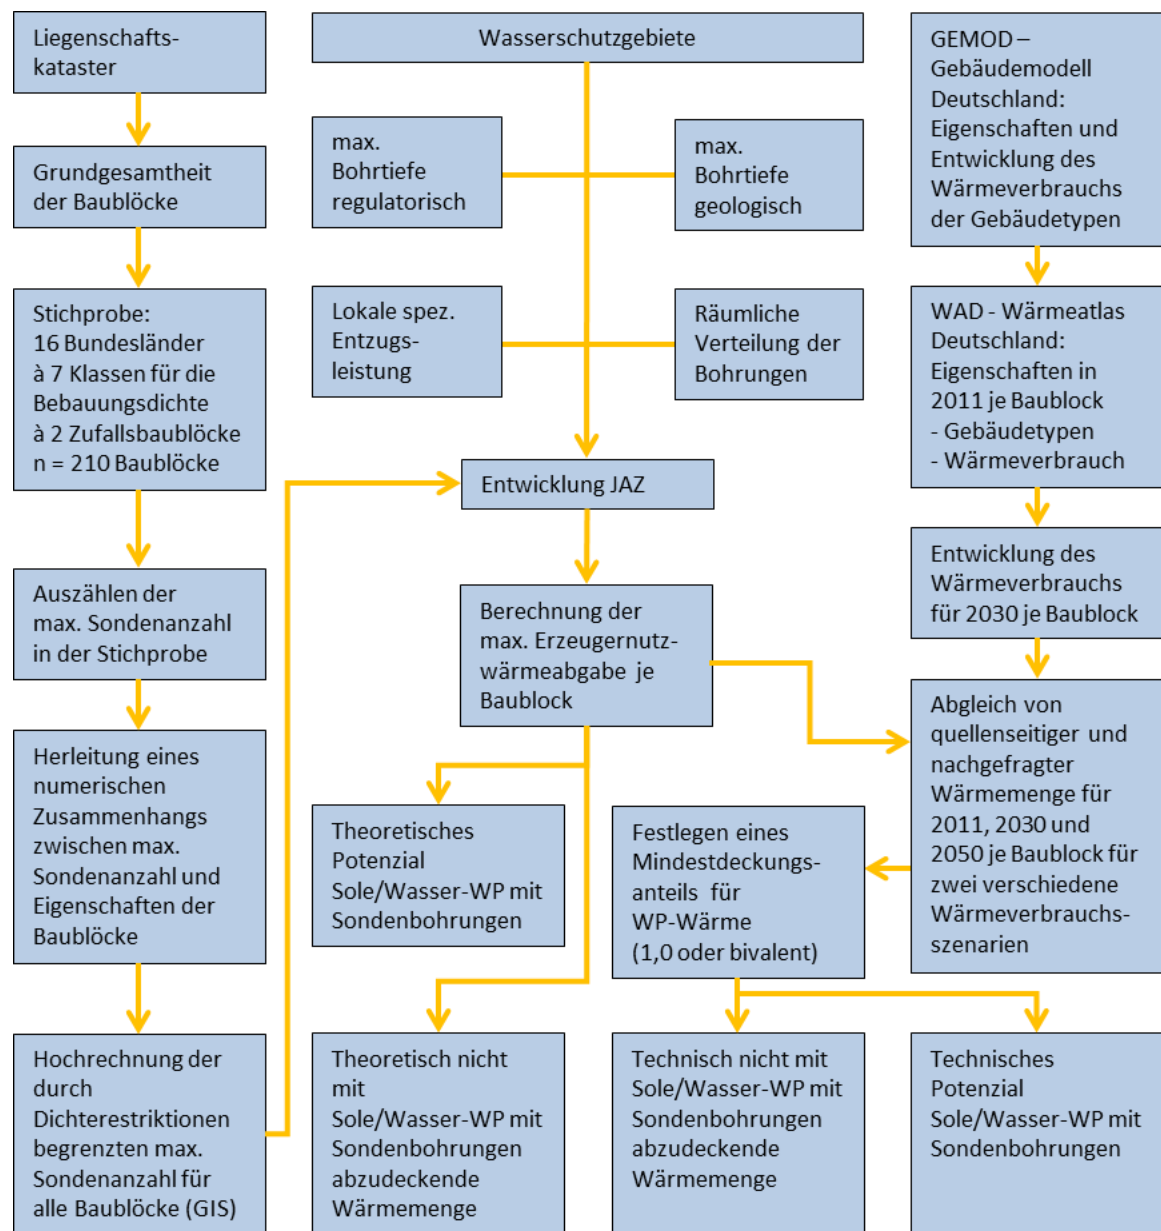 Liegenschafts-
kataster
Grundgesamtheit
der Baublöcke
Stichprobe:
16 Bundesländer
à 7 Klassen für die
Bebauungsdichte
à 2 Zufallsbaublöcke
n = 210 Baublöcke
Auszählen der
max. Sondenanzahl
in der Stichprobe
Herleitung eines
numerischen
Zusammenhangs
zwischen max.
Sondenanzahl und
Eigenschaften der
Baublöcke
Hochrechnung der
durch
Dichterestriktionen
begrenzten max.
Sondenanzahl für
alle Baublöcke (GIS)
Wasserschutzgebiete
max.
Bohrtiefe
regulatorisch
max.
Bohrtiefe
geologisch
Lokale spez.
Entzugs-
leistung
Räumliche
Verteilung der
Bohrungen
Entwicklung JAZ
Berechnung der
max. Erzeugernutz-
wärmeabgabe je
Baublock
Theoretisches
Potenzial
Sole/Wasser-WP mit
Sondenbohrungen
Theoretisch nicht
mit
Sole/Wasser-WP mit
Sondenbohrungen
abzudeckende
Wärmemenge
GEMOD –
Gebäudemodell
Deutschland:
Eigenschaften und
Entwicklung des
Wärmeverbrauchs
der Gebäudetypen
WAD - Wärmeatlas
Deutschland:
Eigenschaften in
2011 je Baublock
- Gebäudetypen
- Wärmeverbrauch
Entwicklung des
Wärmeverbrauchs
für 2030 je Baublock
Abgleich von
quellenseitiger und
nachgefragter
Wärmemenge für
2011, 2030 und
2050 je Baublock für
zwei verschiedene
Wärmeverbrauchs-
szenarien
Festlegen eines
Mindestdeckungs-
anteils für
WP-Wärme
(1,0 oder bivalent)
Technisch nicht mit
Sole/Wasser-WP mit
Sondenbohrungen
abzudeckende
Wärmemenge
Technisches
Potenzial
Sole/Wasser-WP mit
Sondenbohrungen